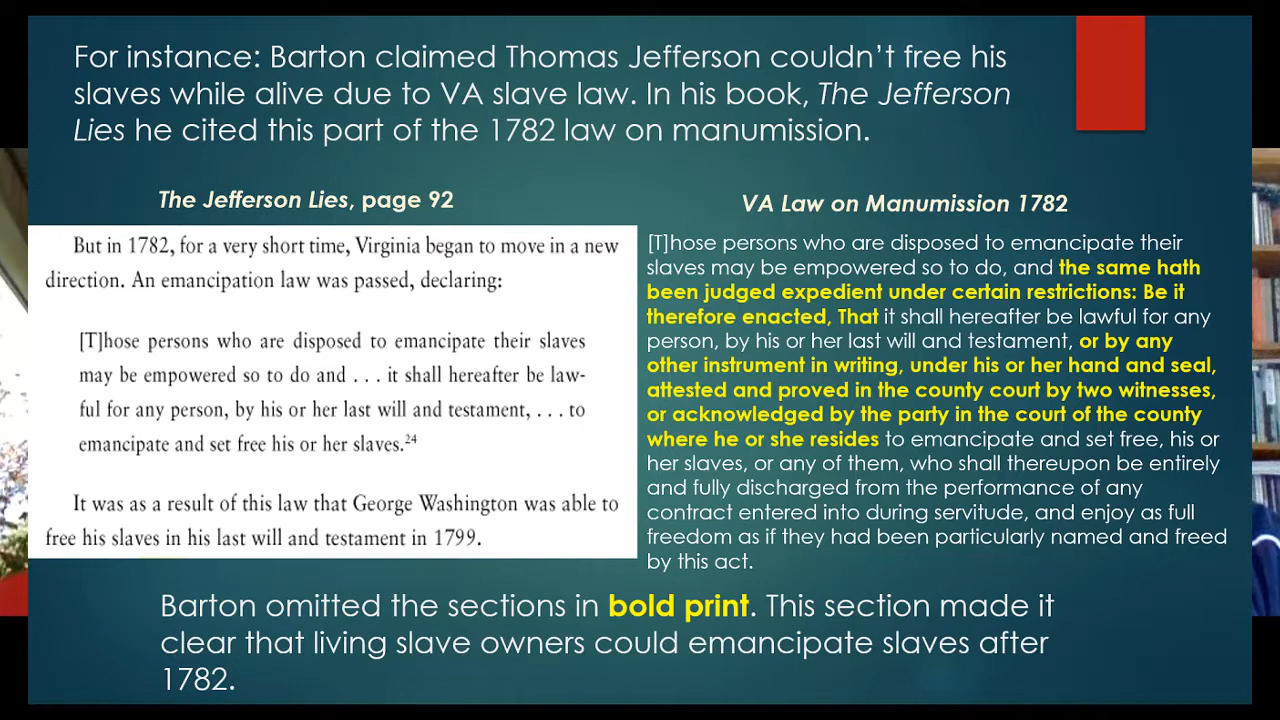 For instance: Barton claimed Thomas Jefferson couldn't free his
slaves while alive due to VA slave law. In his book, The Jefferson
Lies he cited this part of the 1782 law on manumission.
The Jefferson Lies, page 92
But in 1782, for a very short time, Virginia began to move in a new
direction. An emancipation law was passed, declaring:
[T]hose persons who are disposed to emancipate their slaves
may be empowered so to do and . . . it shall hereafter be law-
ful for any person, by his or her last will and testament, . . . to
emancipate and set free his or her slaves.24
It was as a result of this law that George Washington was able to
free his slaves in his last will and testament in 1799.
VA Law on Manumission 1782
[T]hose persons who are disposed to emancipate their
slaves may be empowered so to do, and the same hath
been judged expedient under certain restrictions: Be it
therefore enacted, That it shall hereafter be lawful for any
person, by his or her last will and testament, or by any
other instrument in writing, under his or her hand and seal,
attested and proved in the county court by two witnesses,
or acknowledged by the party in the court of the county
where he or she resides to emancipate and set free, his or
her slaves, or any of them, who shall thereupon be entirely
and fully discharged from the performance of any
contract entered into during servitude, and enjoy as full
freedom as if they had been particularly named and freed
by this act.
Barton omitted the sections in bold print. This section made it
clear that living slave owners could emancipate slaves after
1782.